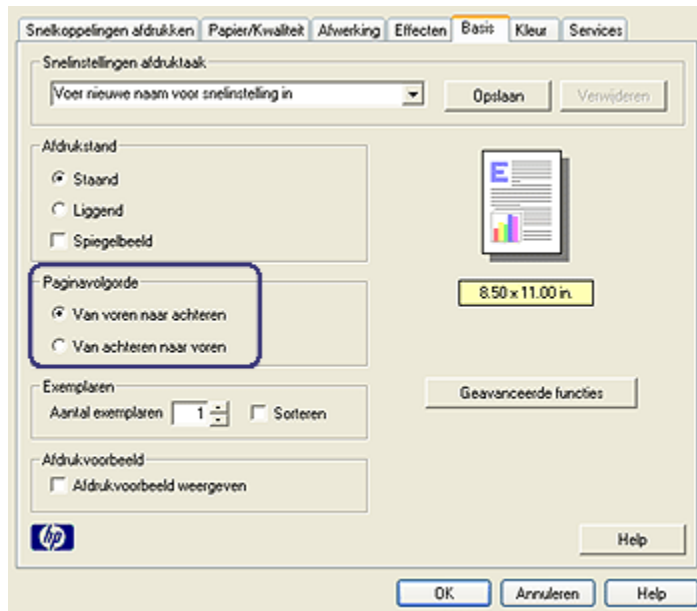 Snelkoppelingen afdrukken Papier/Kwaliteit Afwerking Effecten Basis Kleur Services
Snelinstellingen afdruktaak
Voer nieuwe naam voor snelinstelling in Opslaan Verwijderen
Afdrukstand
Staand
Liggend
Spiegelbeeld
E
Paginavolgorde
Van voren naar achteren
Van achteren naar voren
8.50 x 11.00 in.
Exemplaren
Aantal exemplaren 1 Sorteren
Geavanceerde functies
Afdrukvoorbeeld
Afdrukvoorbeeld weergeven
hp Help
OK Annuleren Help